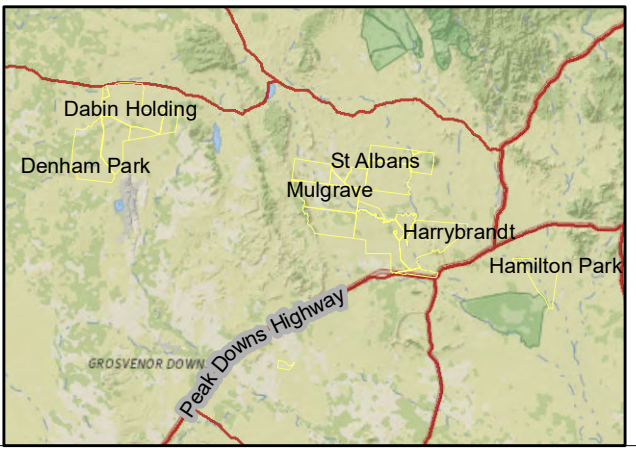 Dabin Holding
Denham Park
St Albans
Mulgrave
Harrybrandt
Hamilton Park
Peak Downs Highway
GROSVENOR DOWN